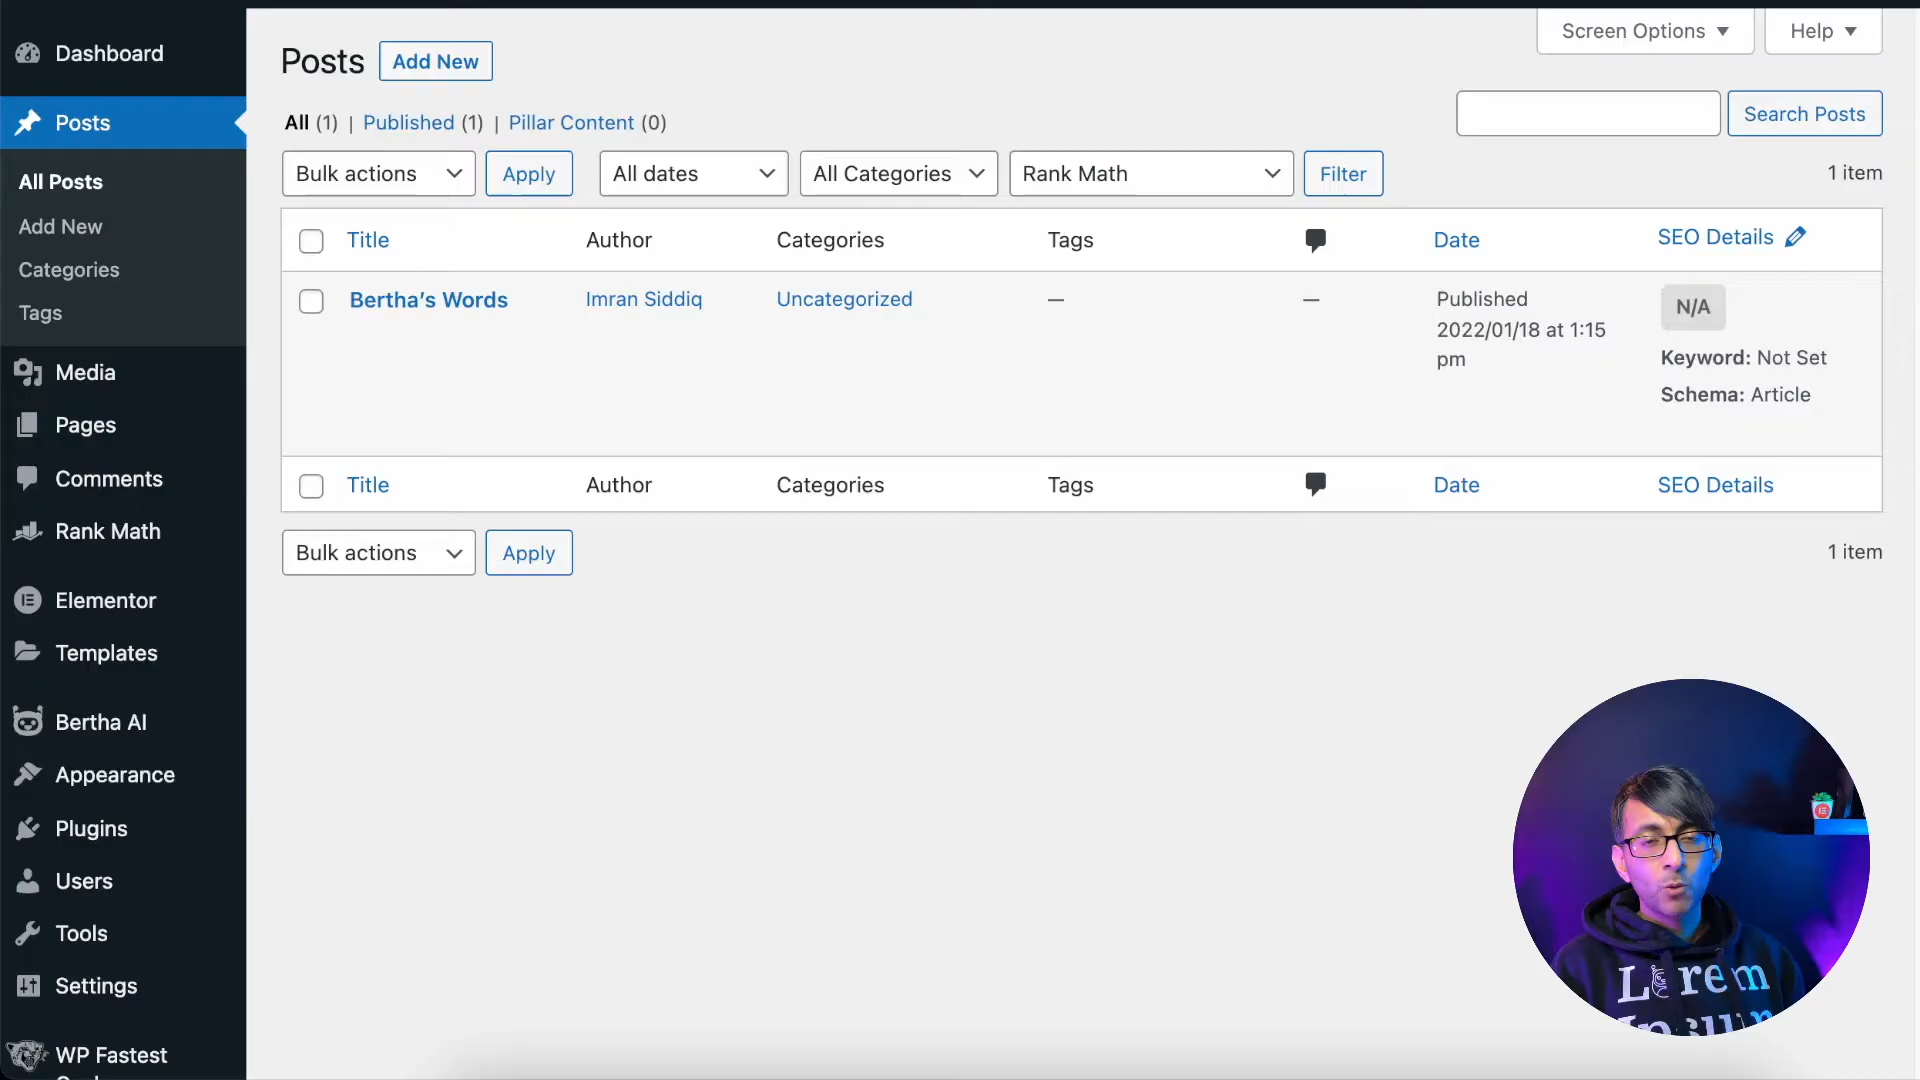 Dashboard
Posts
All Posts
Add New
Categories
Tags
Media
Pages
Comments
Rank Math
Elementor
Templates
Bertha AI
Appearance
Plugins
Users
Tools
Settings
WP Fastest
Screen Options
Help
Posts Add New
All (1) | Published (1) | Pillar Content (0)
Search Posts
Bulk actions Apply All dates All Categories Rank Math Filter 1 item
Title Author Categories Tags Date SEO Details
Bertha’s Words Imran Siddiq Uncategorized — — Published N/A
2022/01/18 at 1:15
pm
Keyword: Not Set
Schema: Article
Title Author Categories Tags Date SEO Details
Bulk actions Apply 1 item
Lorem
Ipsum